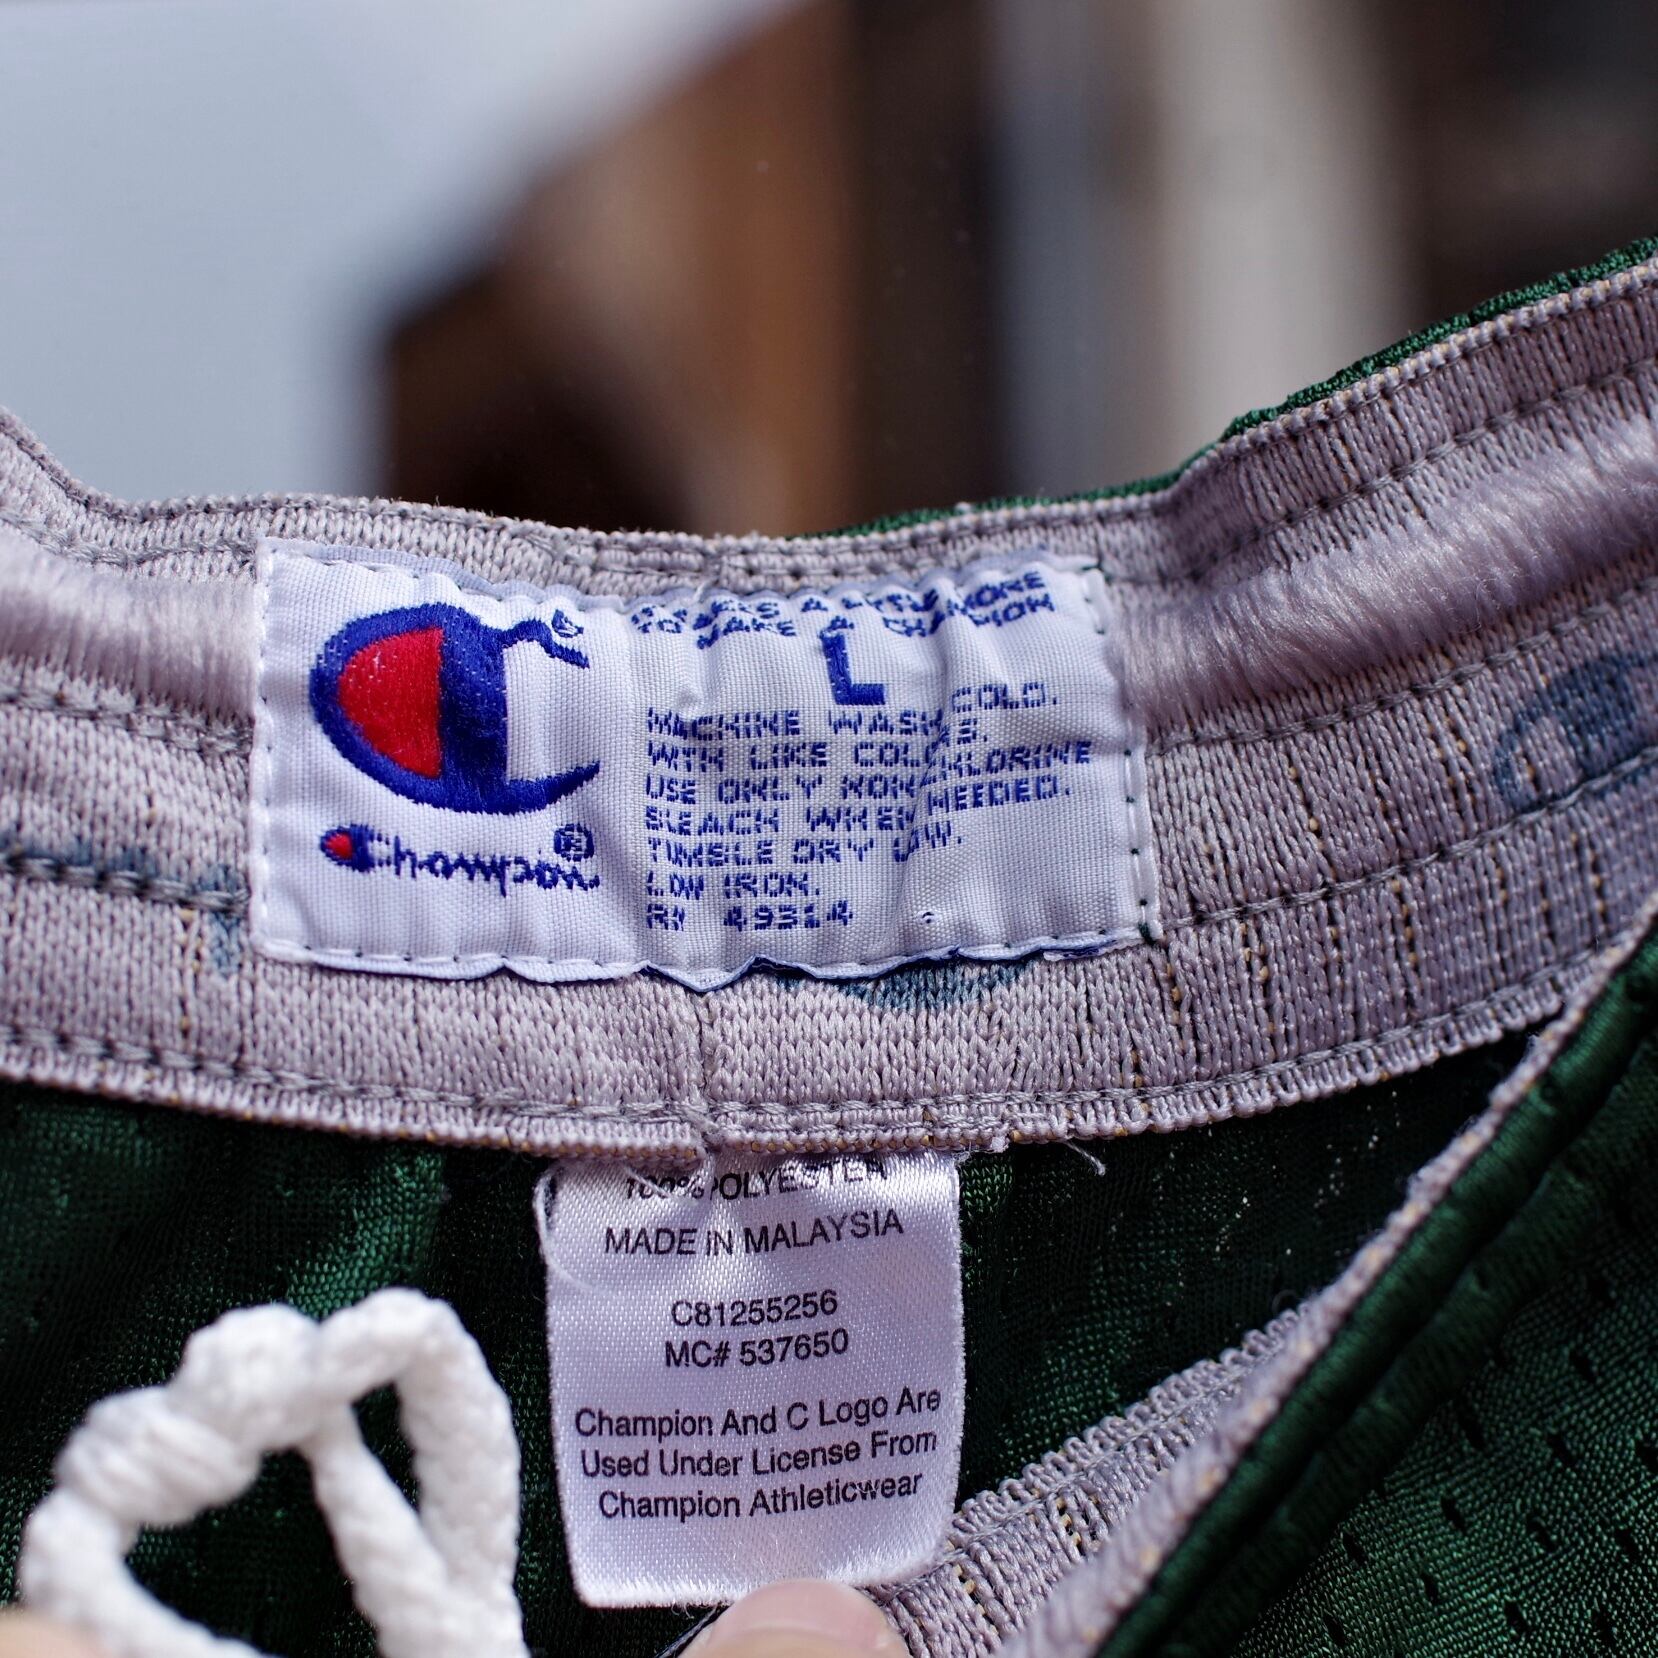 IT TAKES A LITTLE MORE
TO MAKE A CHAMPION
L
MACHINE WASH COLD.
WITH LIKE COLORS.
USE ONLY NON CHLORINE
BLEACH WHEN NEEDED.
TUMBLE DRY LOW.
LOW IRON.
RN 49314
Champion®
100% POLYESTER
MADE IN MALAYSIA
C81255256
MC# 537650
Champion And C Logo Are
Used Under License From
Champion Athleticwear